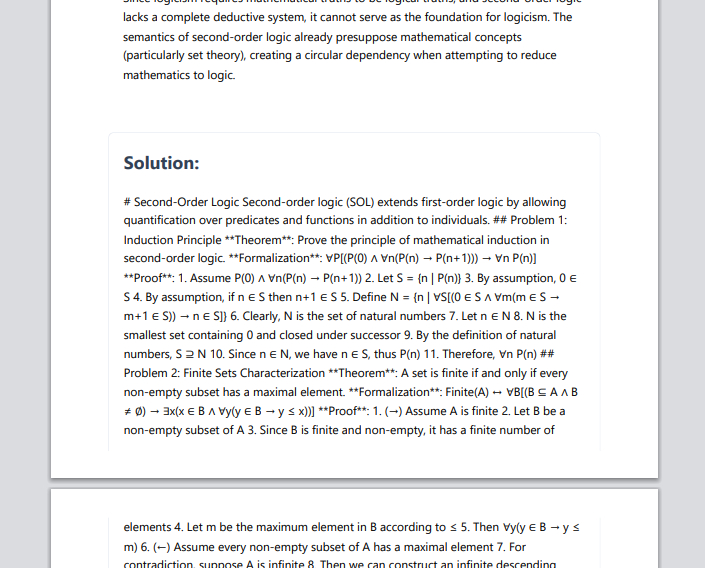 lacks a complete deductive system, it cannot serve as the foundation for logicism. The
semantics of second-order logic already presuppose mathematical concepts
(particularly set theory), creating a circular dependency when attempting to reduce
mathematics to logic.
Solution:
# Second-Order Logic Second-order logic (SOL) extends first-order logic by allowing
quantification over predicates and functions in addition to individuals. ## Problem 1:
Induction Principle **Theorem**: Prove the principle of mathematical induction in
second-order logic. **Formalization**: ∀P[(P(0) ∧ ∀n(P(n) → P(n+1))) → ∀n P(n)]
**Proof**: 1. Assume P(0) ∧ ∀n(P(n) → P(n+1)) 2. Let S = {n | P(n)} 3. By assumption, 0 ∈
S 4. By assumption, if n ∈ S then n+1 ∈ S 5. Define N = {n | ∀S[(0 ∈ S ∧ ∀m(m ∈ S →
m+1 ∈ S)) → n ∈ S]} 6. Clearly, N is the set of natural numbers 7. Let n ∈ N 8. N is the
smallest set containing 0 and closed under successor 9. By the definition of natural
numbers, S ⊇ N 10. Since n ∈ N, we have n ∈ S, thus P(n) 11. Therefore, ∀n P(n) ##
Problem 2: Finite Sets Characterization **Theorem**: A set is finite if and only if every
non-empty subset has a maximal element. **Formalization**: Finite(A) ↔ ∀B[(B ⊆ A ∧ B
≠ ∅) → ∃x(x ∈ B ∧ ∀y(y ∈ B → y ≤ x))] **Proof**: 1. (→) Assume A is finite 2. Let B be a
non-empty subset of A 3. Since B is finite and non-empty, it has a finite number of
elements 4. Let m be the maximum element in B according to ≤ 5. Then ∀y(y ∈ B → y ≤
m) 6. (←) Assume every non-empty subset of A has a maximal element 7. For
contradiction, suppose A is infinite 8. Then we can construct an infinite descending